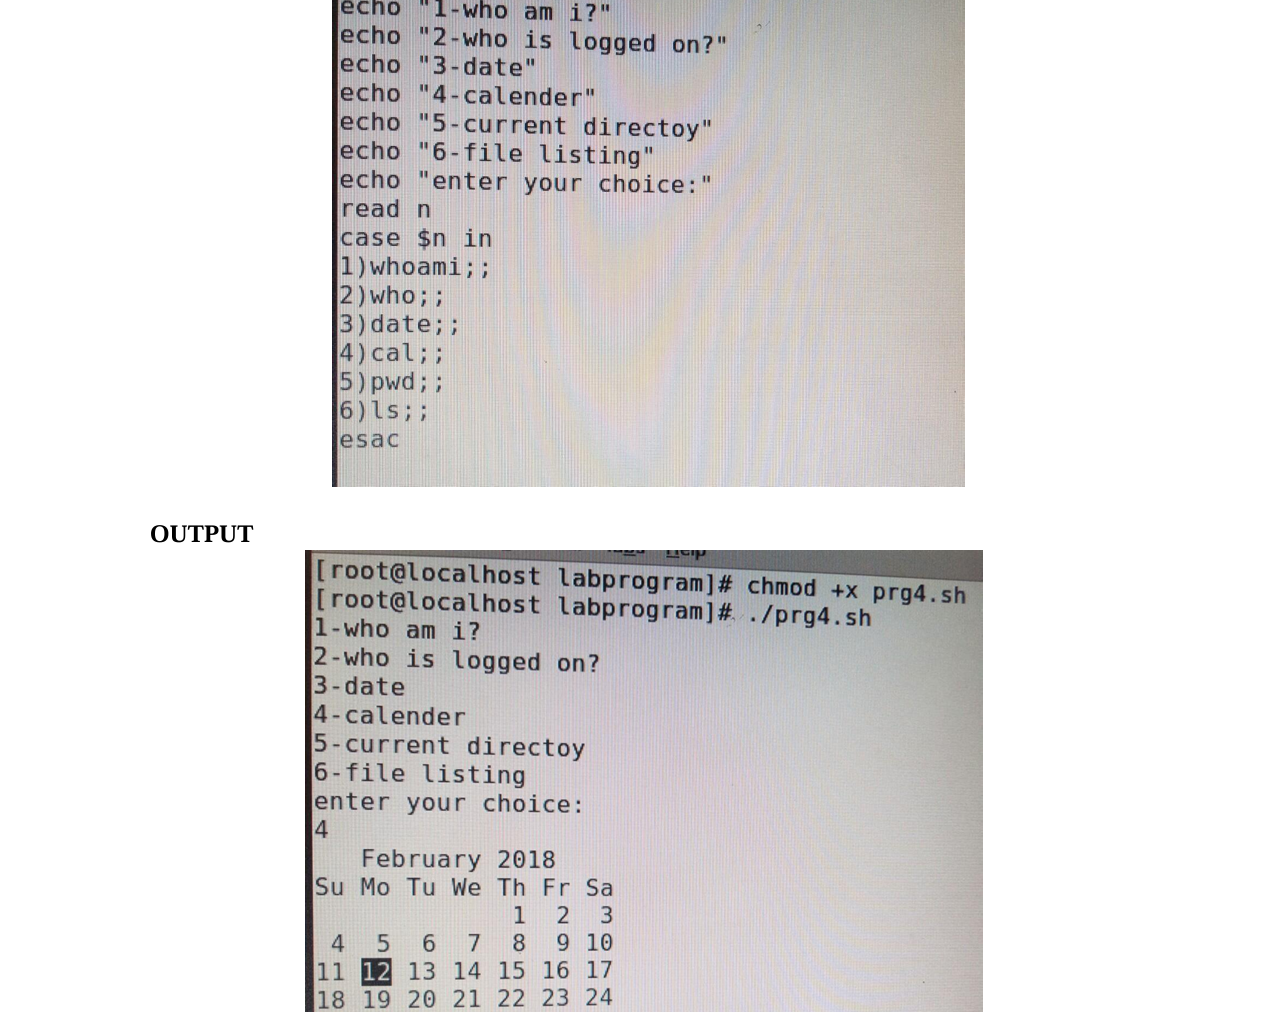 echo "1-who am i?"
echo "2-who is logged on?"
echo "3-date"
echo "4-calender"
echo "5-current directoy"
echo "6-file listing"
echo "enter your choice:"
read n
case $n in
1)whoami;;
2)who;;
3)date;;
4)cal;;
5)pwd;;
6)ls;;
esac
OUTPUT
Help
[root@localhost labprogram]# chmod +x prg4.sh
[root@localhost labprogram]# ./prg4.sh
1-who am i?
2-who is logged on?
3-date
4-calender
5-current directoy
6-file listing
enter your choice:
4
February 2018
Su Mo Tu We Th Fr Sa
1 2 3
4 5 6 7 8 9 10
11 12 13 14 15 16 17
18 19 20 21 22 23 24